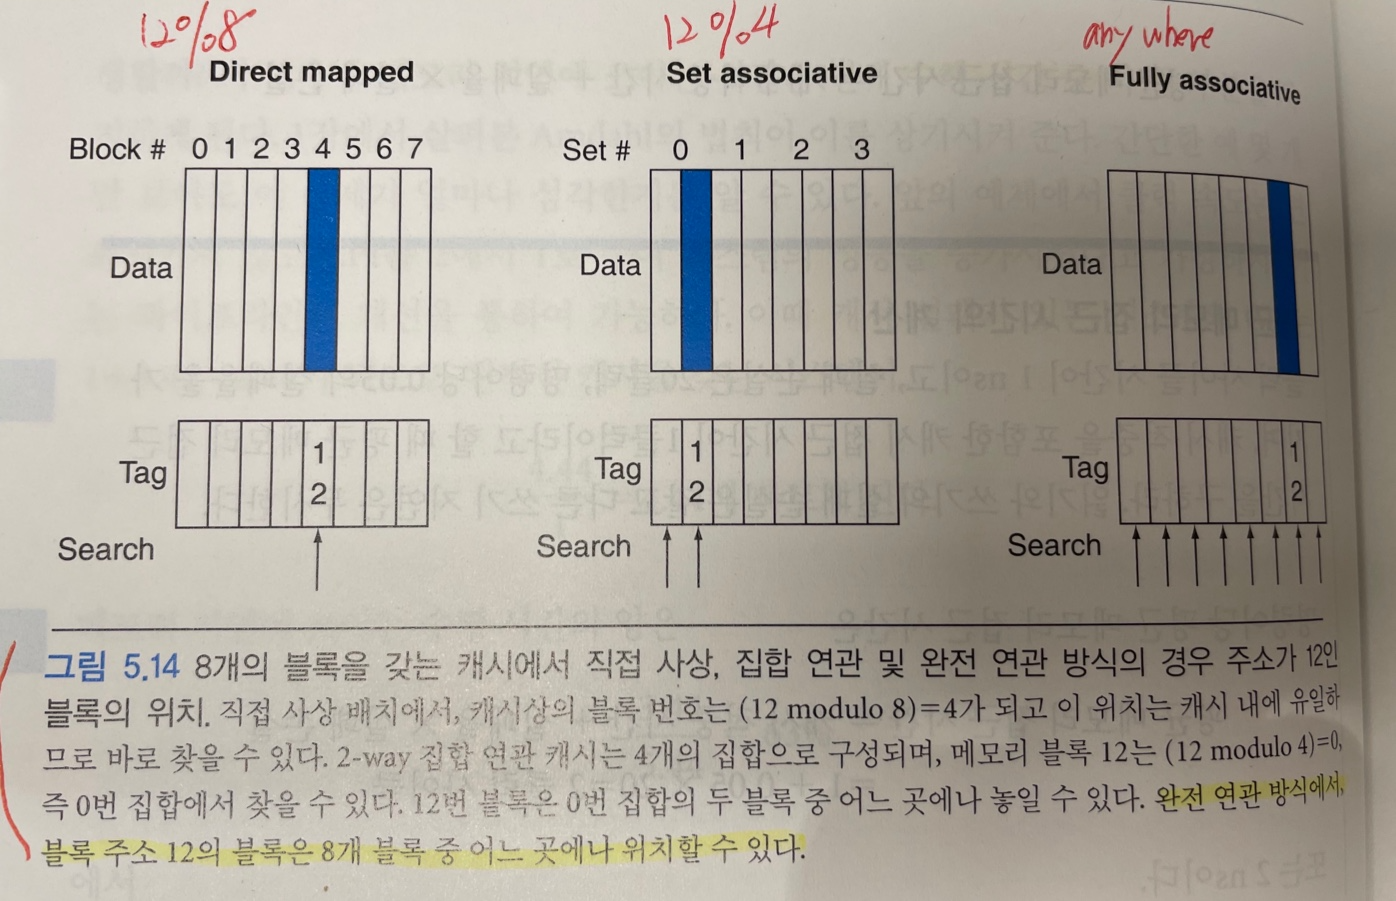 12%8
12%4
any where
Direct mapped
Set associative
Fully associative
Block # 0 1 2 3 4 5 6 7
Set # 0 1 2 3
Data
Data
Data
1
2
Tag
1
2
Tag
1
2
Tag
Search
Search
Search
그림 5.14 8개의 블록을 갖는 캐시에서 직접 사상, 집합 연관 및 완전 연관 방식의 경우 주소가 12인
블록의 위치. 직접 사상 배치에서, 캐시상의 블록 번호는 (12 modulo 8)=4가 되고 이 위치는 캐시 내에 유일하
므로 바로 찾을 수 있다. 2-way 집합 연관 캐시는 4개의 집합으로 구성되며, 메모리 블록 12는 (12 modulo 4)=0,
즉 0번 집합에서 찾을 수 있다. 12번 블록은 0번 집합의 두 블록 중 어느 곳에나 놓일 수 있다. 완전 연관 방식에서,
블록 주소 12의 블록은 8개 블록 중 어느 곳에나 위치할 수 있다.